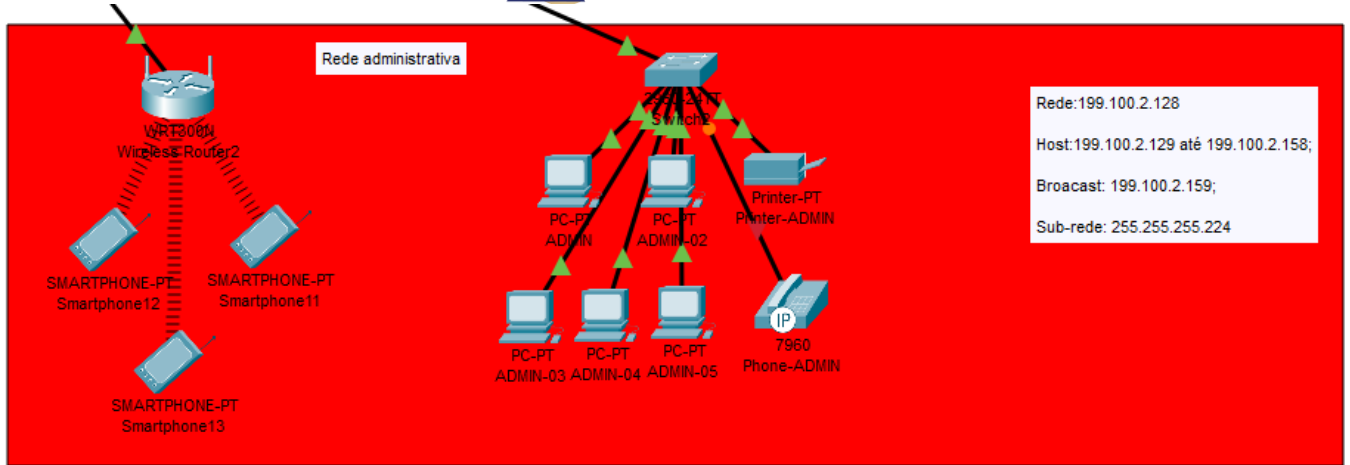 Rede administrativa
2960-24TT
Switch2
WRT300N
Wireless Router2
Rede:199.100.2.128
Host:199.100.2.129 até 199.100.2.158;
Broacast: 199.100.2.159;
Sub-rede: 255.255.255.224
PC-PT
ADMIN
PC-PT
ADMIN-02
Printer-PT
Printer-ADMIN
SMARTPHONE-PT
Smartphone12
SMARTPHONE-PT
Smartphone11
IP
7960
Phone-ADMIN
PC-PT
ADMIN-03
PC-PT
ADMIN-04
PC-PT
ADMIN-05
SMARTPHONE-PT
Smartphone13